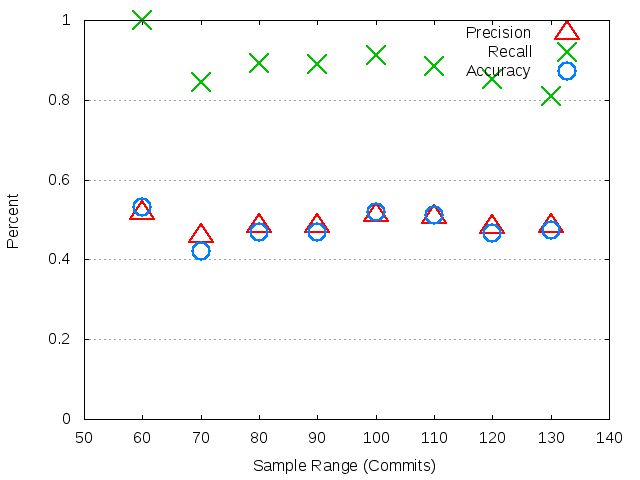 1
Precision
Recall
Accuracy
0.8
0.6
Percent
0.4
0.2
0
50 60 70 80 90 100 110 120 130 140
Sample Range (Commits)